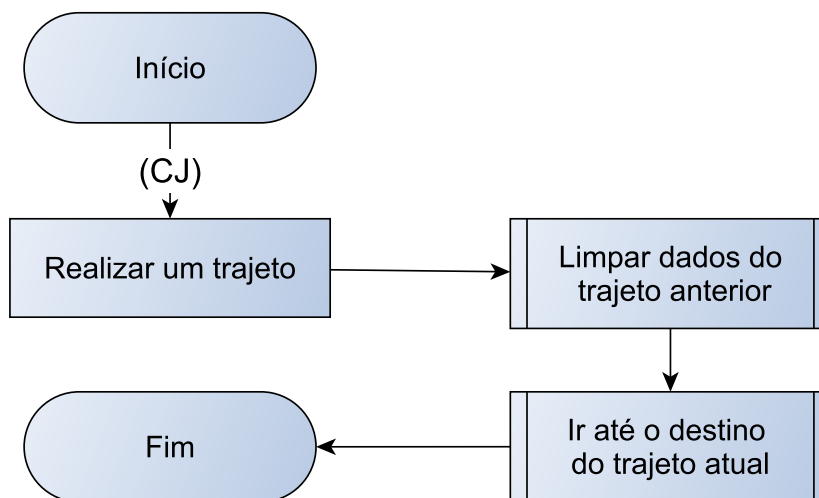 Início
(CJ)
Realizar um trajeto
Limpar dados do
trajeto anterior
Ir até o destino
do trajeto atual
Fim